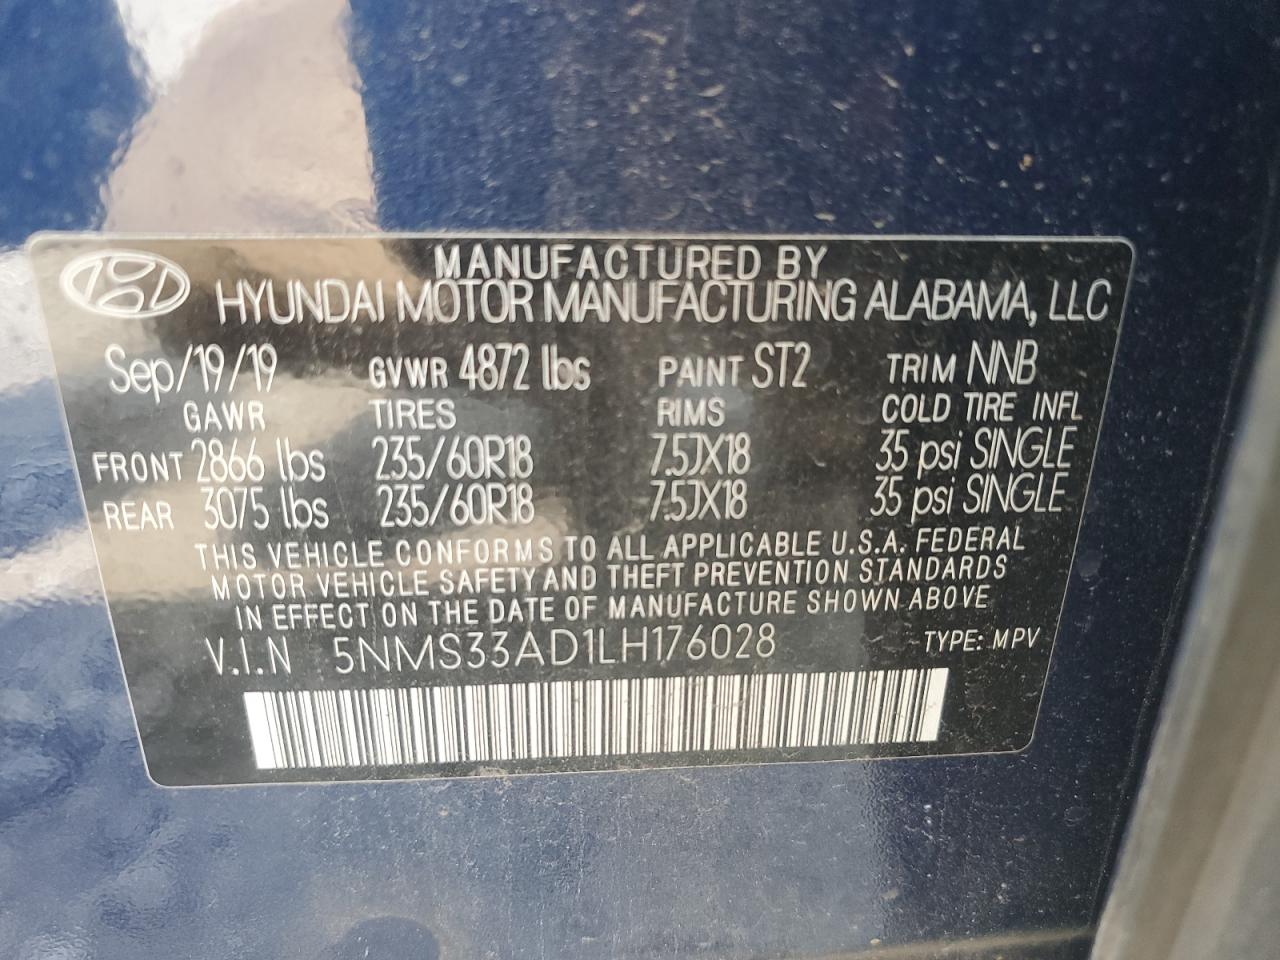 MANUFACTURED BY
HYUNDAI MOTOR MANUFACTURING ALABAMA, LLC
Sep/19/19 GVWR 4872 lbs PAINT ST2 TRIM NNB
GAWR TIRES RIMS COLD TIRE INFL
FRONT 2866 lbs 235/60R18 7.5JX18 35 psi SINGLE
REAR 3075 lbs 235/60R18 7.5JX18 35 psi SINGLE
THIS VEHICLE CONFORMS TO ALL APPLICABLE U.S.A. FEDERAL
MOTOR VEHICLE SAFETY AND THEFT PREVENTION STANDARDS
IN EFFECT ON THE DATE OF MANUFACTURE SHOWN ABOVE
V.I.N 5NMS33AD1LH176028 TYPE: MPV